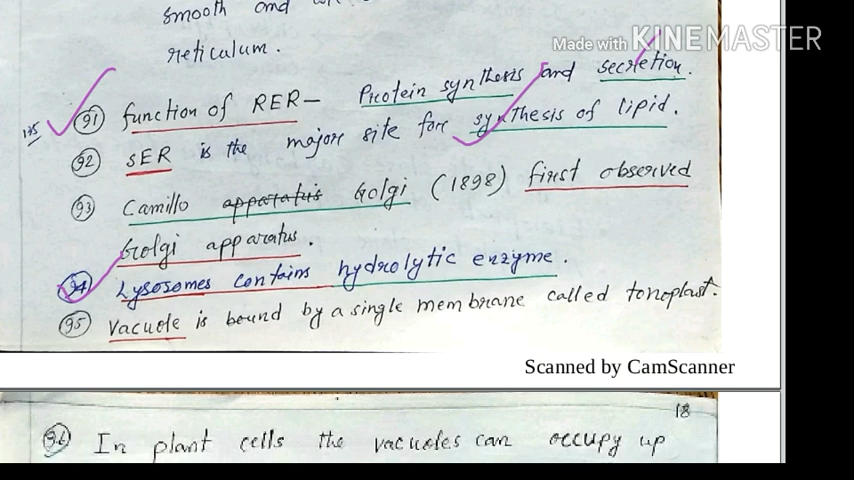 smooth and
reticulum.
Made with KINEMASTER
91 function of RER— Protein synthesis and secretion.
92 SER is the major site for synthesis of lipid.
93 Camillo apparatus Golgi (1898) first observed
Golgi apparatus.
94 Lysosomes contains hydrolytic enzyme.
95 Vacuole is bound by a single membrane called tonoplast.
Scanned by CamScanner
18
96 In plant cells the vacuoles can occupy up